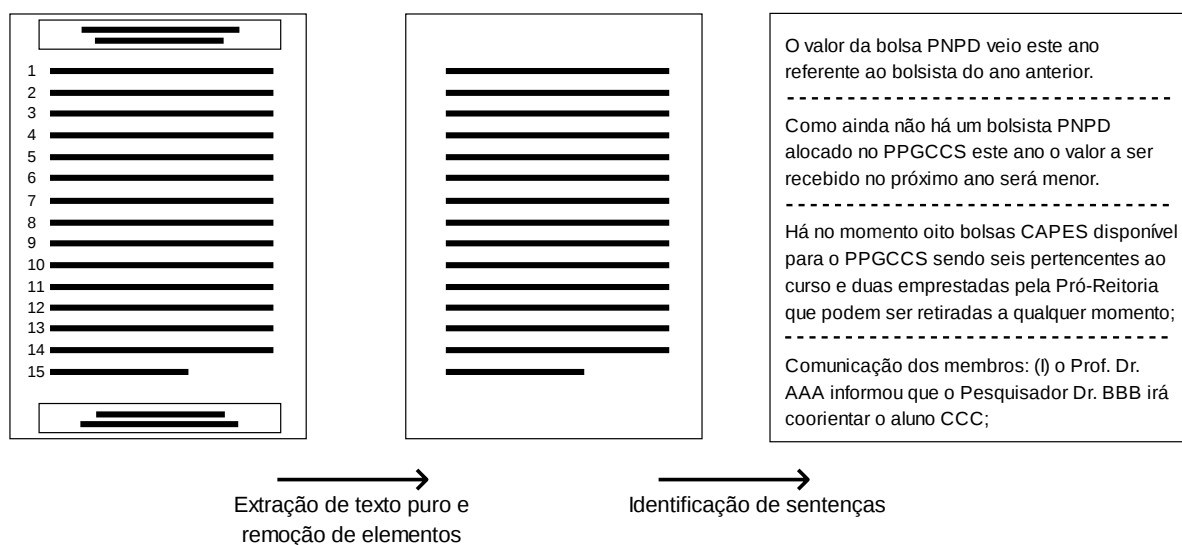 1
2
3
4
5
6
7
8
9
10
11
12
13
14
15
O valor da bolsa PNPD veio este ano
referente ao bolsista do ano anterior.
Como ainda não há um bolsista PNPD
alocado no PPGCCS este ano o valor a ser
recebido no próximo ano será menor.
Há no momento oito bolsas CAPES disponível
para o PPGCCS sendo seis pertencentes ao
curso e duas emprestadas pela Pró-Reitoria
que podem ser retiradas a qualquer momento;
Comunicação dos membros: (I) o Prof. Dr.
AAA informou que o Pesquisador Dr. BBB irá
coorientar o aluno CCC;
Extração de texto puro e
remoção de elementos
Identificação de sentenças